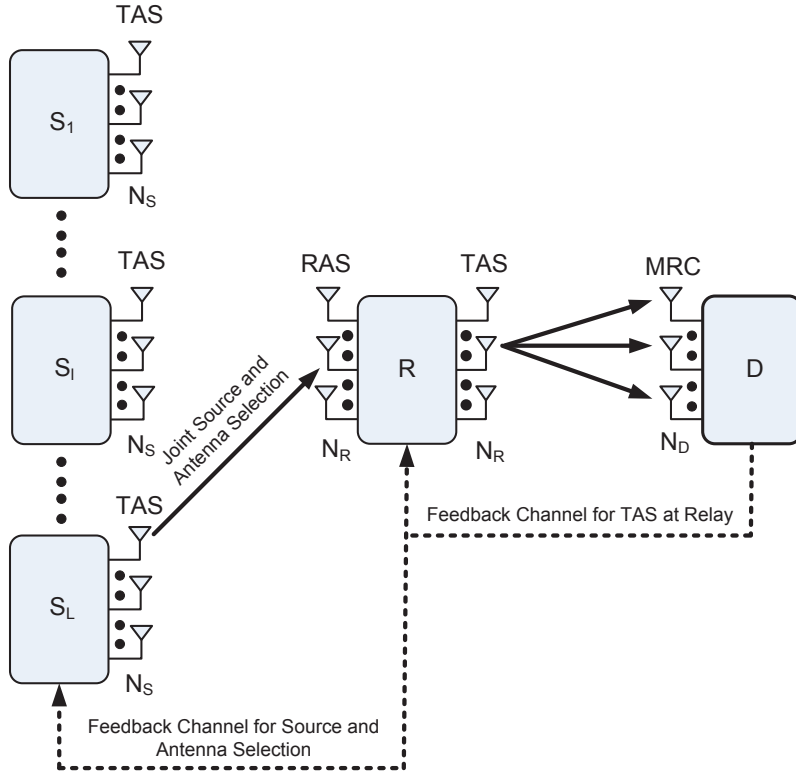 TAS
S1
NS
TAS
SI
NS
TAS
SL
NS
Joint Source and
Antenna Selection
RAS
TAS
R
NR
NR
MRC
D
ND
Feedback Channel for TAS at Relay
Feedback Channel for Source and
Antenna Selection